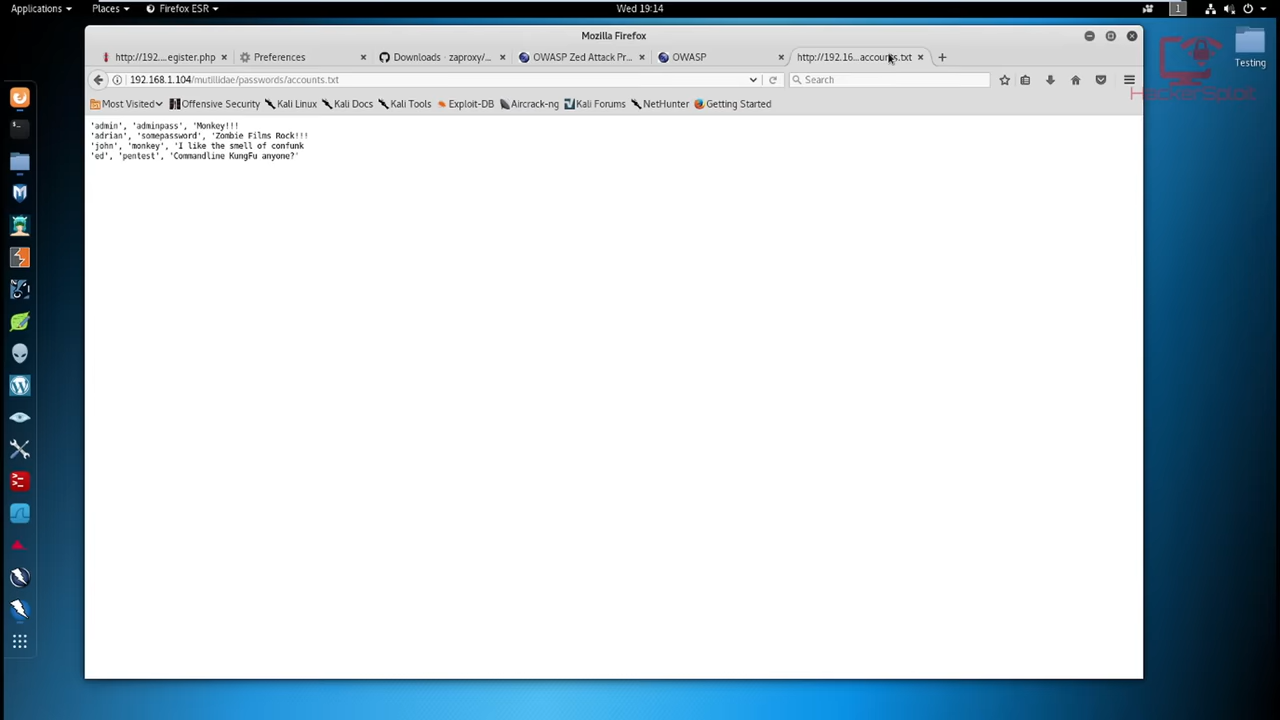 Applications
Places
Firefox ESR
Wed 19:14
1
Mozilla Firefox
http://192....egister.php
Preferences
Downloads · zaproxy/...
OWASP Zed Attack Pr...
OWASP
http://192.16...accounts.txt
192.168.1.104/mutillidae/passwords/accounts.txt
Search
Most Visited
Offensive Security
Kali Linux
Kali Docs
Kali Tools
Exploit-DB
Aircrack-ng
Kali Forums
NetHunter
Getting Started
'admin', 'adminpass', 'Monkey!!!
'adrian', 'somepassword', 'Zombie Films Rock!!!
'john', 'monkey', 'I like the smell of confunk
'ed', 'pentest', 'Commandline KungFu anyone?'
Testing
HackerSploit